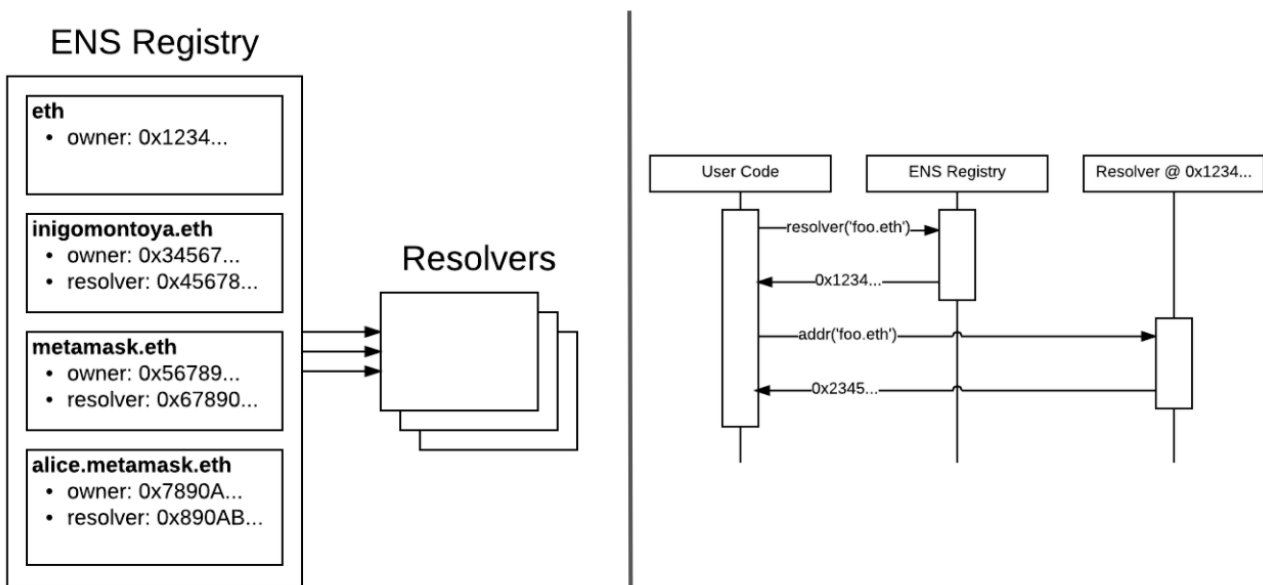 ENS Registry
eth
• owner: 0x1234...
inigomontoya.eth
• owner: 0x34567...
• resolver: 0x45678...
metamask.eth
• owner: 0x56789...
• resolver: 0x67890...
alice.metamask.eth
• owner: 0x7890A...
• resolver: 0x890AB...
Resolvers
User Code
ENS Registry
Resolver @ 0x1234...
resolver('foo.eth')
0x1234...
addr('foo.eth')
0x2345...